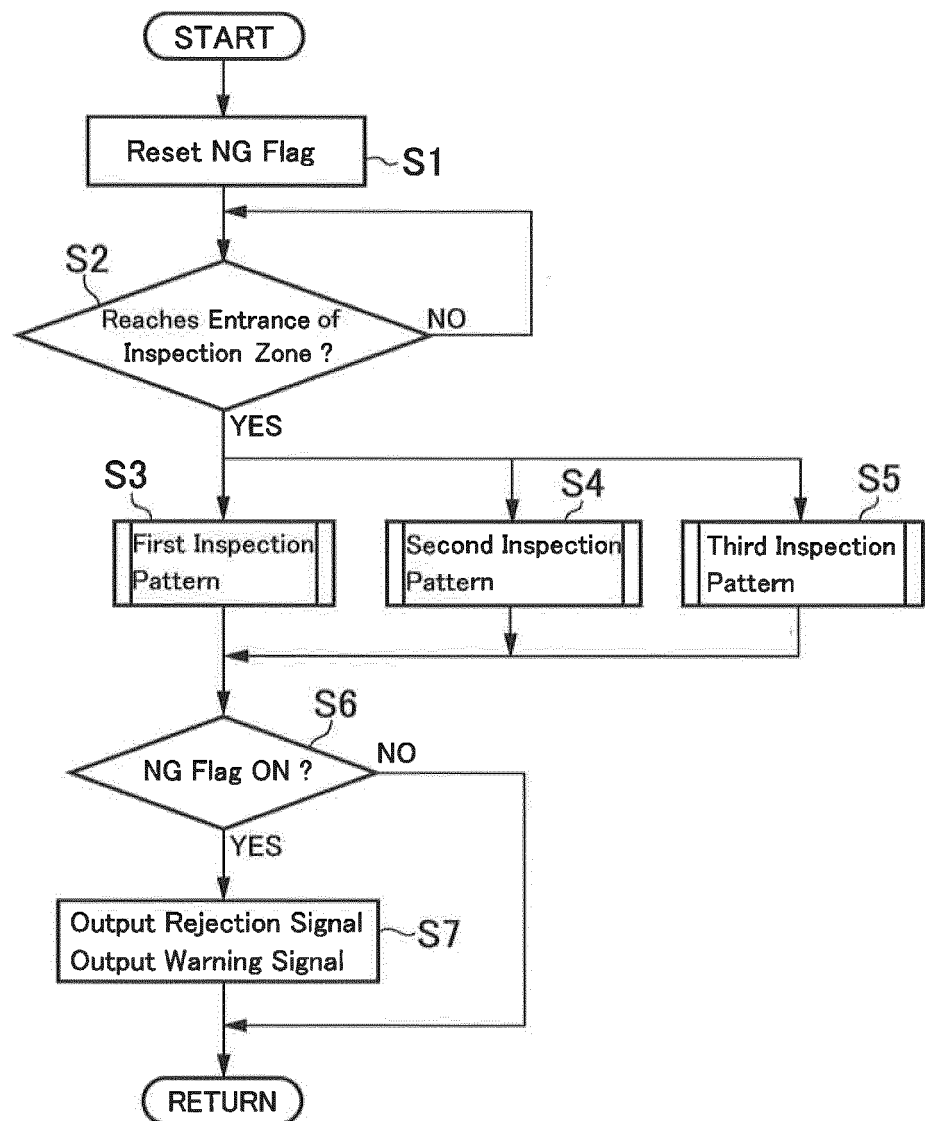 START
Reset NG Flag
S1
S2
Reaches Entrance of
Inspection Zone ?
NO
YES
S3
S4
S5
First Inspection
Pattern
Second Inspection
Pattern
Third Inspection
Pattern
S6
NG Flag ON ?
NO
YES
Output Rejection Signal
Output Warning Signal
S7
RETURN